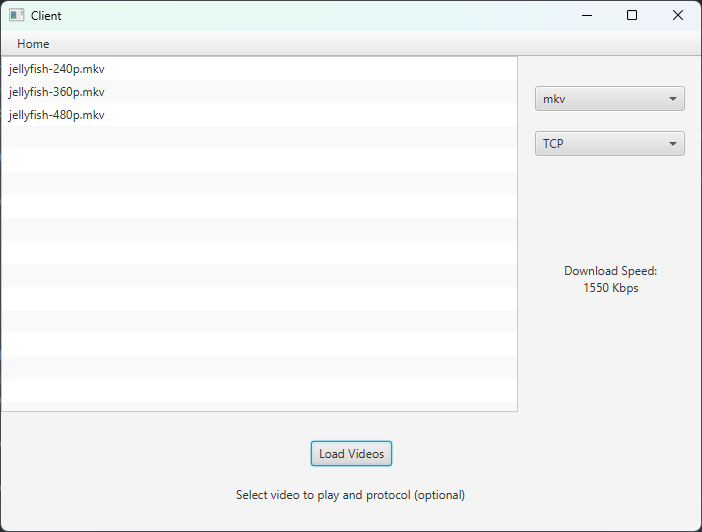 Client
Home
jellyfish-240p.mkv
jellyfish-360p.mkv
jellyfish-480p.mkv
mkv
TCP
Download Speed:
1550 Kbps
Load Videos
Select video to play and protocol (optional)